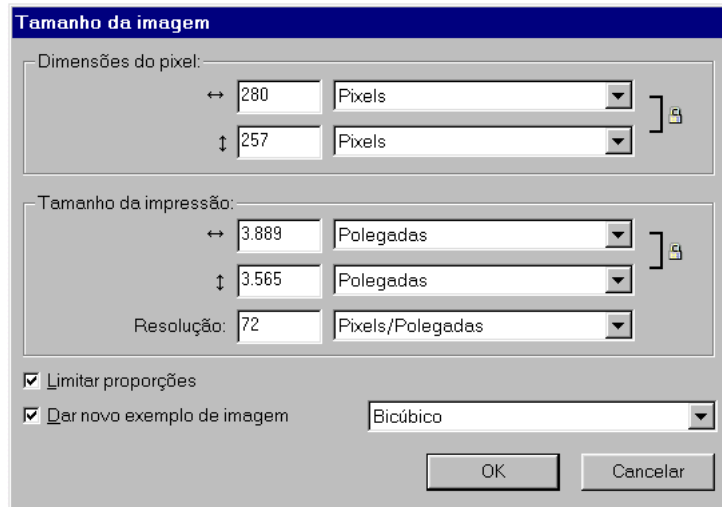 Tamanho da imagem
Dimensões do pixel:
↔ 280 Pixels
↕ 257 Pixels
Tamanho da impressão:
↔ 3.889 Polegadas
↕ 3.565 Polegadas
Resolução: 72 Pixels/Polegadas
Limitar proporções
Dar novo exemplo de imagem Bicúbico
OK Cancelar